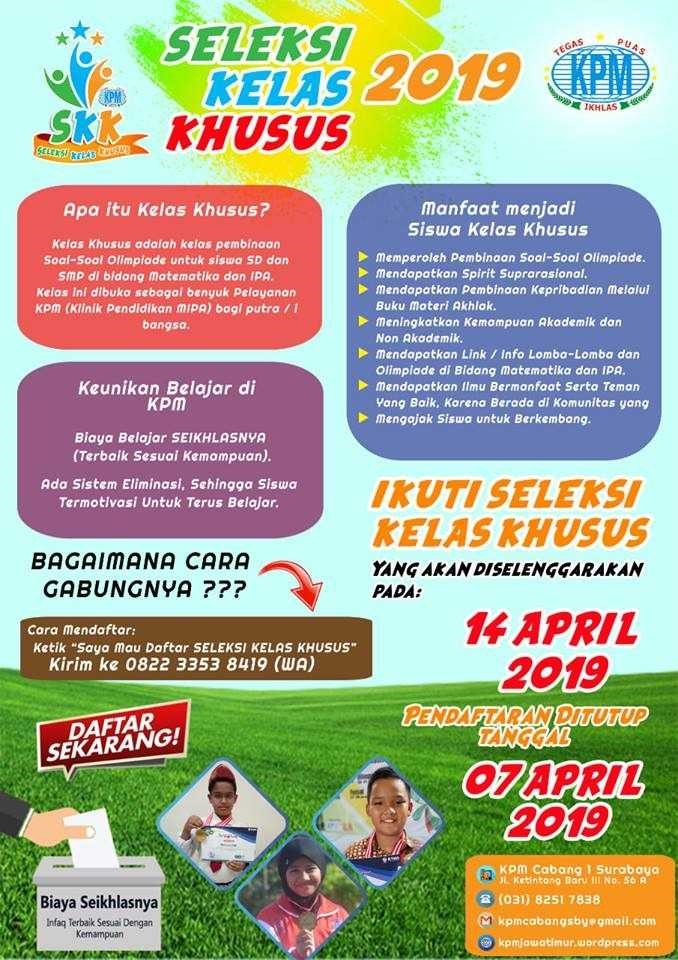 SELEKSI
KELAS
KHUSUS
2019
KPM
SKK
SELEKSI KELAS KHUSUS
TEGAS PUAS
KPM
IKHLAS
Apa itu Kelas Khusus?
Kelas Khusus adalah kelas pembinaan
Soal-Soal Olimpiade untuk siswa SD dan
SMP di bidang Matematika dan IPA.
Kelas ini dibuka sebagai benyuk Pelayanan
KPM (Klinik Pendidikan MIPA) bagi putra / i
bangsa.
Manfaat menjadi
Siswa Kelas Khusus
Memperoleh Pembinaan Soal-Soal Olimpiade.
Mendapatkan Spirit Suprarasional.
Mendapatkan Pembinaan Kepribadian Melalui
Buku Materi Akhlak.
Meningkatkan Kemampuan Akademik dan
Non Akademik.
Mendapatkan Link / Info Lomba-Lomba dan
Olimpiade di Bidang Matematika dan IPA.
Mendapatkan Ilmu Bermanfaat Serta Teman
Yang Baik, Karena Berada di Komunitas yang
Mengajak Siswa untuk Berkembang.
Keunikan Belajar di
KPM
Biaya Belajar SEIKHLASNYA
(Terbaik Sesuai Kemampuan).
Ada Sistem Eliminasi, Sehingga Siswa
Termotivasi Untuk Terus Belajar.
BAGAIMANA CARA
GABUNGNYA ???
Cara Mendaftar:
Ketik "Saya Mau Daftar SELEKSI KELAS KHUSUS"
Kirim ke 0822 3353 8419 (WA)
IKUTI SELEKSI
KELAS KHUSUS
YANG AKAN DISELENGGARAKAN
PADA:
14 APRIL
2019
PENDAFTARAN DITUTUP
TANGGAL
07 APRIL
2019
DAFTAR
SEKARANG!
Biaya Seikhlasnya
Infaq Terbaik Sesuai Dengan
Kemampuan
KPM Cabang 1 Surabaya
Jl. Ketintang Baru III No. 56 A
(031) 8251 7838
kpmcabangsby@gmail.com
kpmjawatimur.wordpress.com